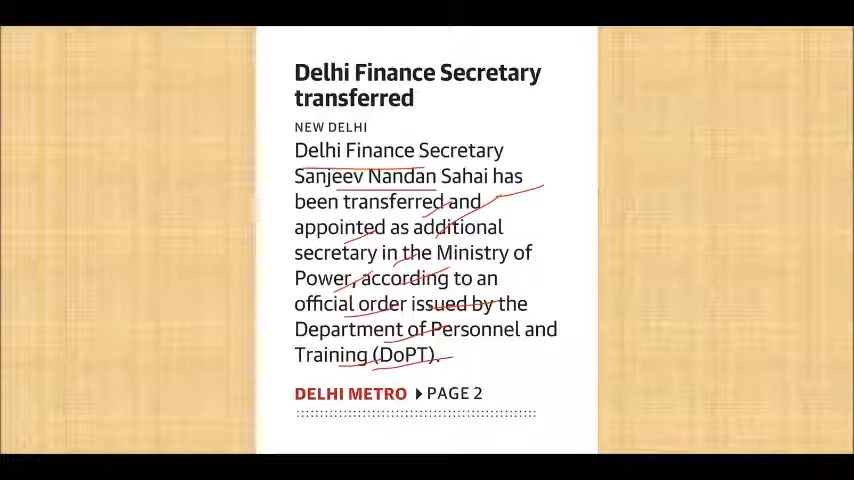 Delhi Finance Secretary
transferred
NEW DELHI
Delhi Finance Secretary
Sanjeev Nandan Sahai has
been transferred and
appointed as additional
secretary in the Ministry of
Power, according to an
official order issued by the
Department of Personnel and
Training (DoPT).
DELHI METRO PAGE 2